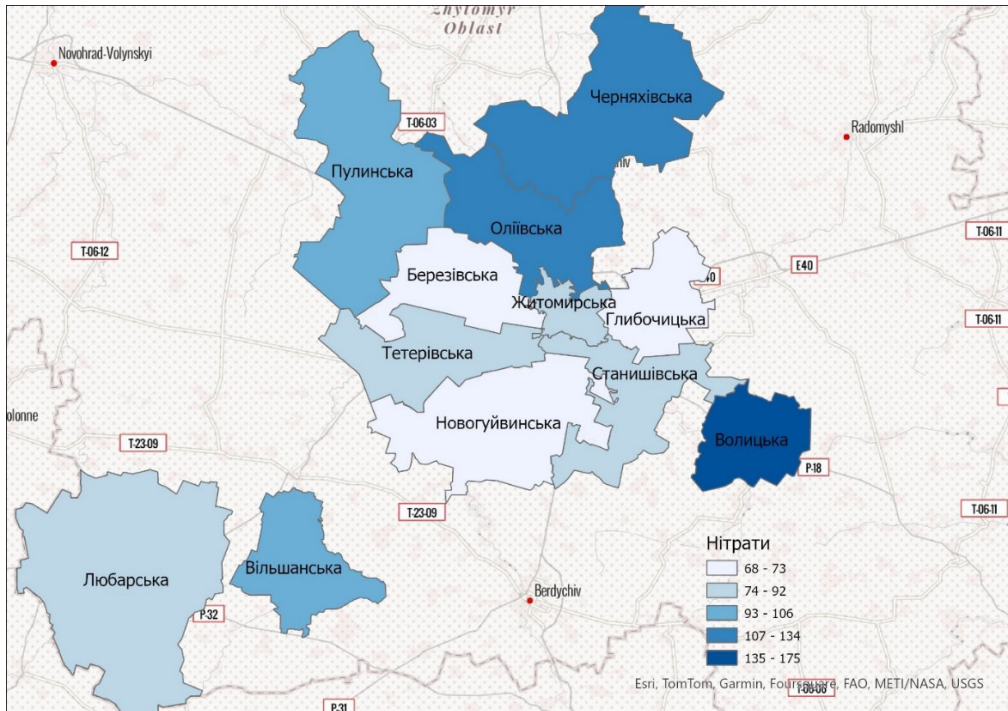 Zhytomyr
Oblast
Novohrad-Volynskyi
Черняхівська
T-06-03
Radomyshl
Пулинська
Оліївська
T-06-11
T-06-12
Березівська
E40
Житомирська
Глибочицька
T-06-11
Тетерівська
Станишівська
Новогуйвинська
olonne
T-23-09
Волицька
P-18
T-23-09
T-06-11
Нітрати
68 - 73
74 - 92
93 - 106
107 - 134
135 - 175
Вільшанська
Любарська
Berdychiv
P-32
Esri, TomTom, Garmin, Foursquare, FAO, METI/NASA, USGS
P-31